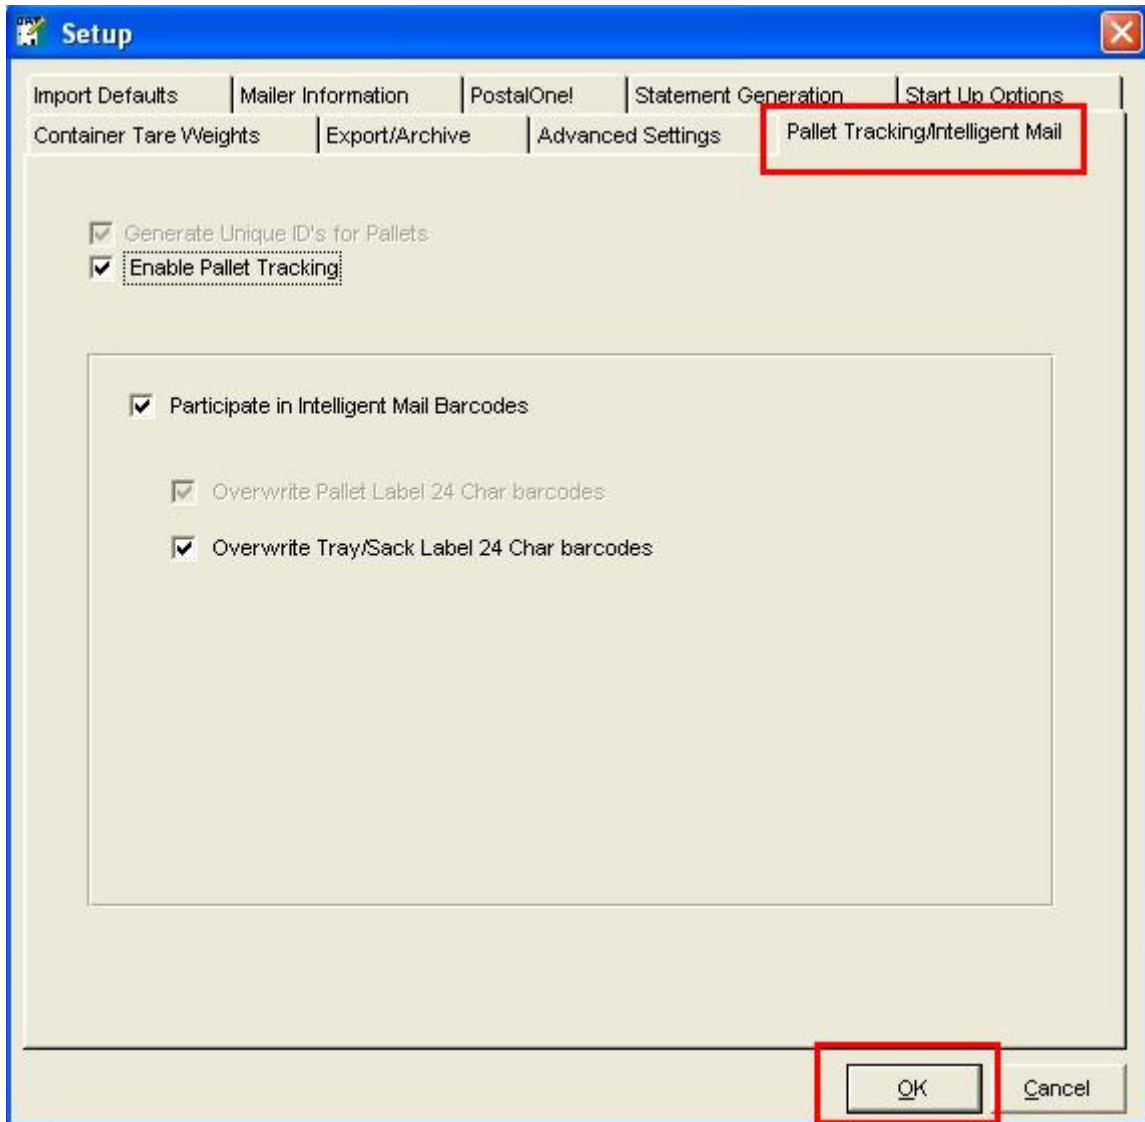 Setup
Import Defaults Mailer Information PostalOne! Statement Generation Start Up Options
Container Tare Weights Export/Archive Advanced Settings Pallet Tracking/Intelligent Mail
Generate Unique ID's for Pallets
Enable Pallet Tracking
Participate in Intelligent Mail Barcodes
Overwrite Pallet Label 24 Char barcodes
Overwrite Tray/Sack Label 24 Char barcodes
OK Cancel